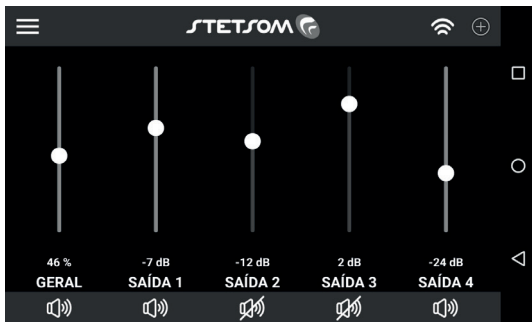 STETSOM
46 % -7 dB -12 dB 2 dB -24 dB
GERAL SAÍDA 1 SAÍDA 2 SAÍDA 3 SAÍDA 4